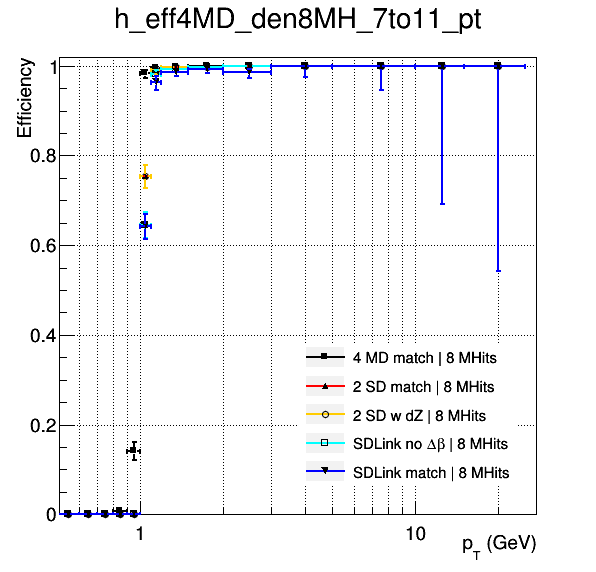 h_eff4MD_den8MH_7to11_pt
Efficiency
1
0.8
0.6
0.4
0.2
0
4 MD match | 8 MHits
2 SD match | 8 MHits
2 SD w dZ | 8 MHits
SDLink no Δβ | 8 MHits
SDLink match | 8 MHits
1
10
p_T (GeV)